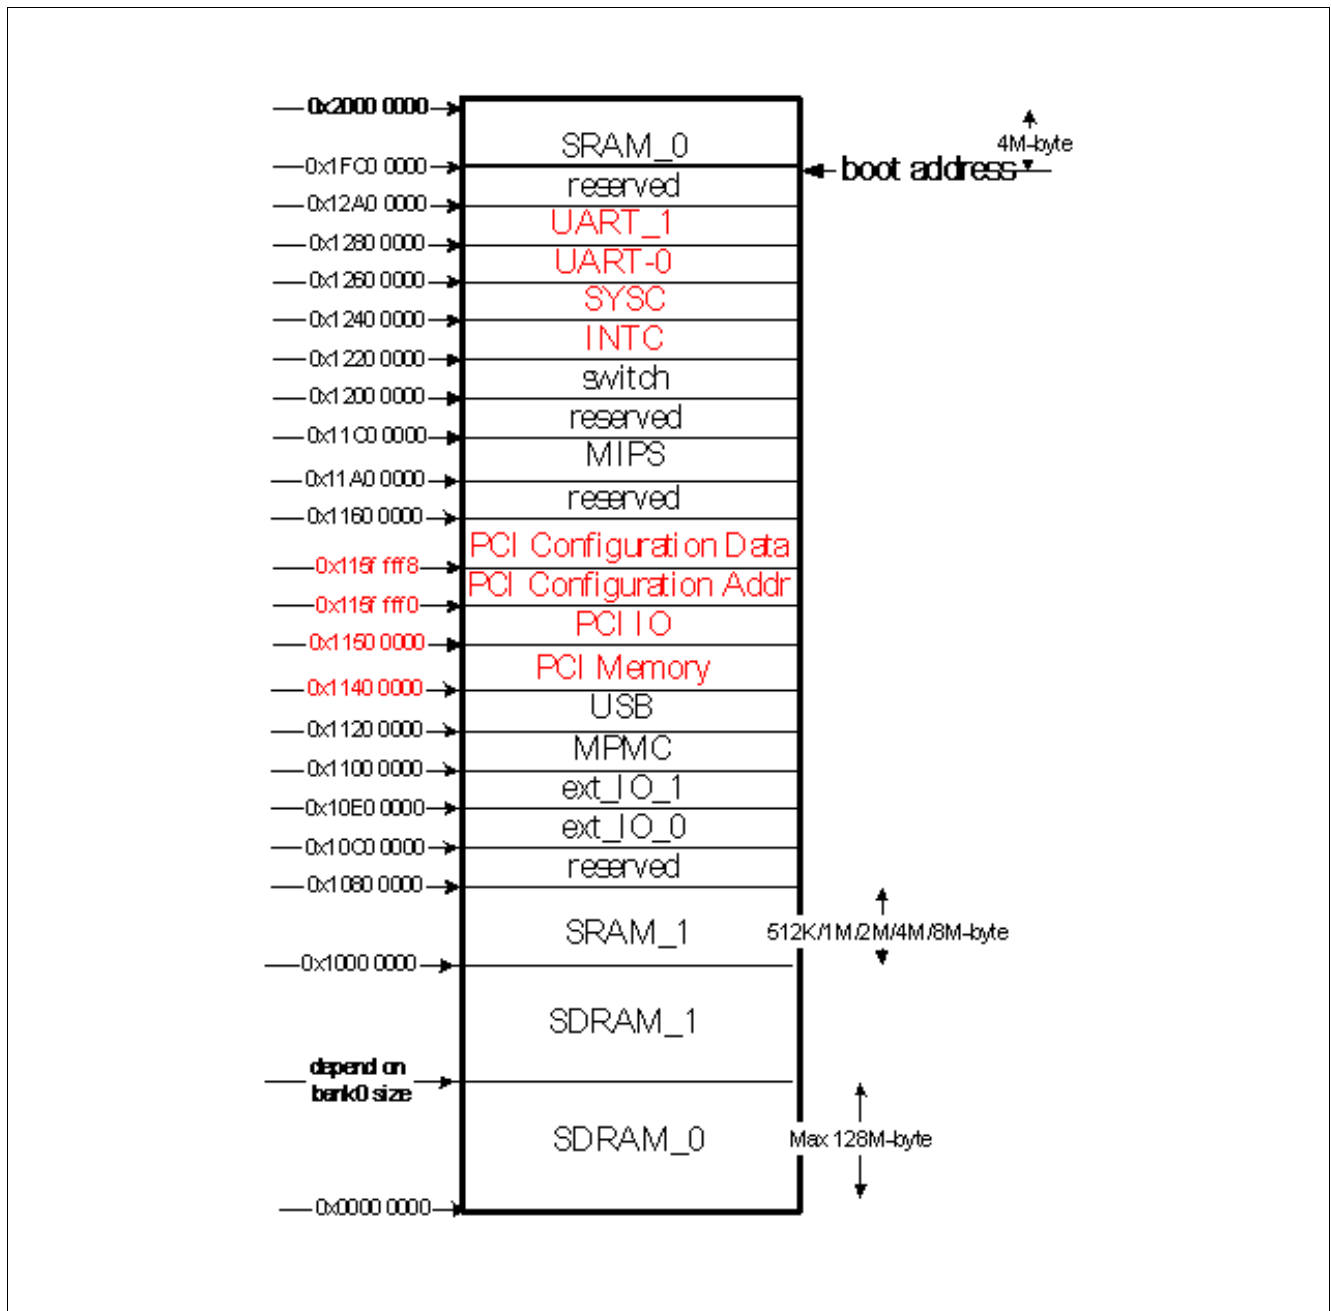 0x2000 0000
SRAM_0
4M-byte
0x1FC0 0000
boot address
reserved
0x12A0 0000
UART_1
0x1280 0000
UART-0
0x1260 0000
SYSC
0x1240 0000
INTC
0x1220 0000
switch
0x1200 0000
reserved
0x11C0 0000
MIPS
0x11A0 0000
reserved
0x1160 0000
PCI Configuration Data
0x115f fff8
PCI Configuration Addr
0x115f fff0
PCI IO
0x1150 0000
PCI Memory
0x1140 0000
USB
0x1120 0000
MPMC
0x1100 0000
ext_IO_1
0x10E0 0000
ext_IO_0
0x10C0 0000
reserved
0x1080 0000
SRAM_1
512K/1M/2M/4M/8M-byte
0x1000 0000
SDRAM_1
depend on
bank0 size
SDRAM_0
Max 128M-byte
0x0000 0000